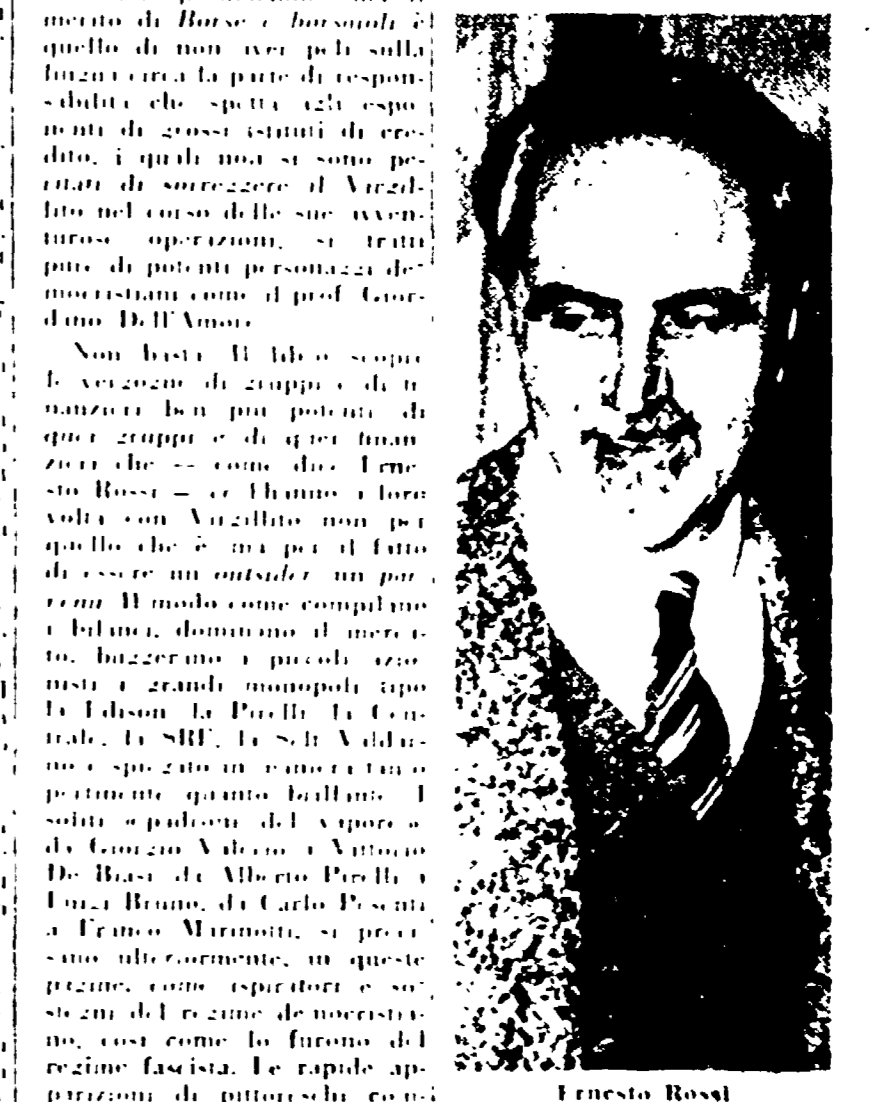 merito di Borse e borsaioli è
quello di non aver peli sulla
lingua circa la parte di respon-
sabilità che spetta agli espo-
nenti di grossi istituti di cre-
dito, i quali non si sono pe-
ritati di sorreggere il Virgil-
lito nel corso delle sue avven-
turose operazioni, si tratti
pure di potenti personaggi de-
mocristiani come il prof. Gior-
dano Dell'Amore
Non basta. Il libro scopre
le vergogne di gruppi e di fi-
nanzieri ben più potenti di
quei gruppi e di quei finan-
zieri che — come dice Erne-
sto Rossi — ce l'hanno a loro
volta con Virgillito non per
quello che è ma per il fatto
di essere un outsider, un par-
venu. Il modo come compilano
i bilanci, dominano il merca-
to, buggerano i piccoli azio-
nisti i grandi monopoli tipo
la Edison, la Pirelli, la Cen-
trale, la SRE, la Selt Valdar-
no è spiegato in maniera tanto
pertinente quanto brillante. I
soliti «padroni del vapore»
da Giorgio Valerio a Vittorio
De Biasi, da Alberto Pirelli a
Luigi Bruno, da Carlo Pesenti
a Franco Marinotti, si preci-
sano ulteriormente, in queste
pagine, come ispiratori e so-
stegni del regime democristia-
no, così come lo furono del
regime fascista. Le rapide ap-
parizioni di pittoreschi
Ernesto Rossi